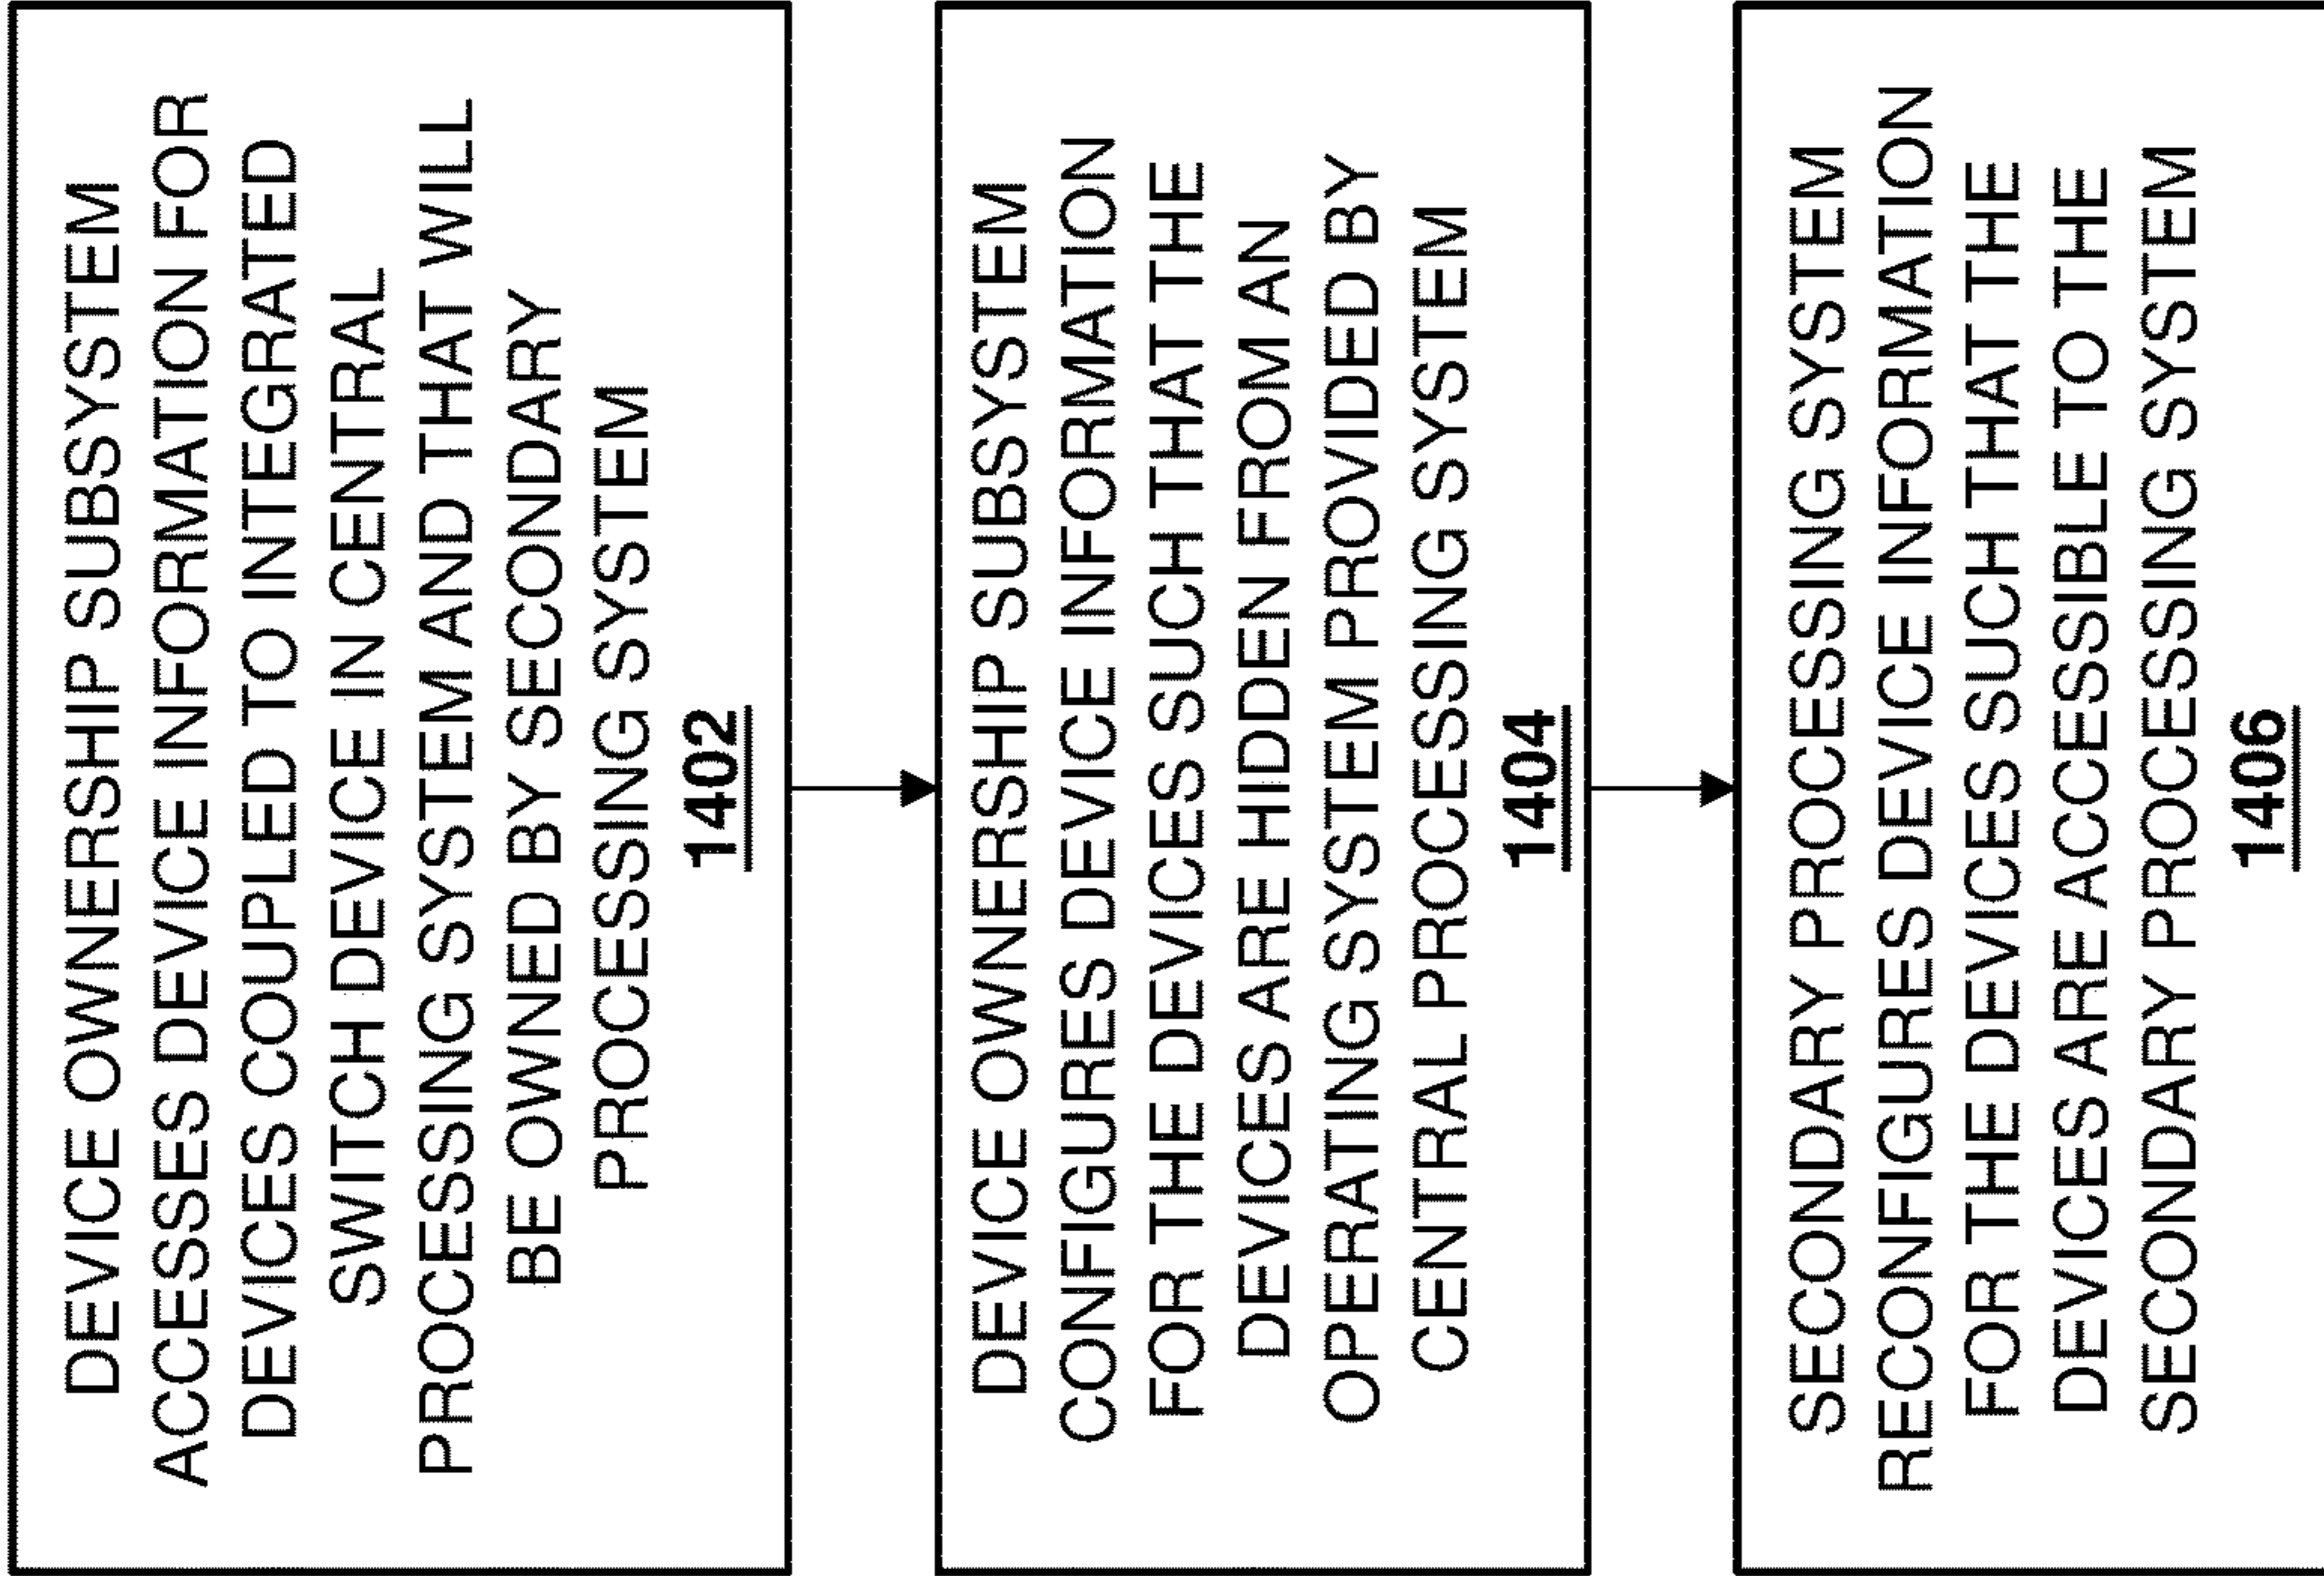 DEVICE OWNERSHIP SUBSYSTEM
ACCESSES DEVICE INFORMATION FOR
DEVICES COUPLED TO INTEGRATED
SWITCH DEVICE IN CENTRAL
PROCESSING SYSTEM AND THAT WILL
BE OWNED BY SECONDARY
PROCESSING SYSTEM
1402
DEVICE OWNERSHIP SUBSYSTEM
CONFIGURES DEVICE INFORMATION
FOR THE DEVICES SUCH THAT THE
DEVICES ARE HIDDEN FROM AN
OPERATING SYSTEM PROVIDED BY
CENTRAL PROCESSING SYSTEM
1404
SECONDARY PROCESSING SYSTEM
RECONFIGURES DEVICE INFORMATION
FOR THE DEVICES SUCH THAT THE
DEVICES ARE ACCESSIBLE TO THE
SECONDARY PROCESSING SYSTEM
1406